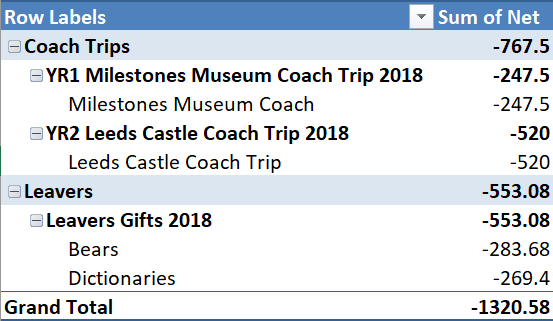 Row Labels Sum of Net
Coach Trips -767.5
YR1 Milestones Museum Coach Trip 2018 -247.5
Milestones Museum Coach -247.5
YR2 Leeds Castle Coach Trip 2018 -520
Leeds Castle Coach Trip -520
Leavers -553.08
Leavers Gifts 2018 -553.08
Bears -283.68
Dictionaries -269.4
Grand Total -1320.58